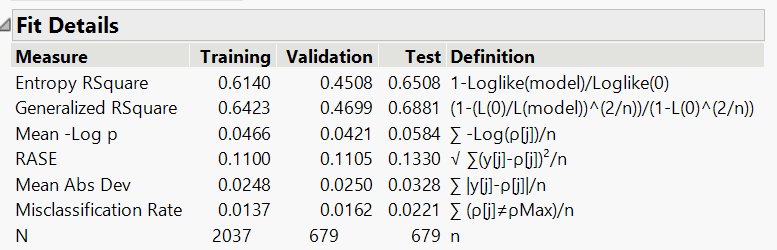 Fit Details
Measure Training Validation Test Definition
Entropy RSquare 0.6140 0.4508 0.6508 1-Loglike(model)/Loglike(0)
Generalized RSquare 0.6423 0.4699 0.6881 (1-(L(0)/L(model))^(2/n))/(1-L(0)^(2/n))
Mean -Log p 0.0466 0.0421 0.0584 ∑ -Log(ρ[j])/n
RASE 0.1100 0.1105 0.1330 √ ∑(y[j]-ρ[j])²/n
Mean Abs Dev 0.0248 0.0250 0.0328 ∑ |y[j]-ρ[j]|/n
Misclassification Rate 0.0137 0.0162 0.0221 ∑ (ρ[j]≠ρMax)/n
N 2037 679 679 n